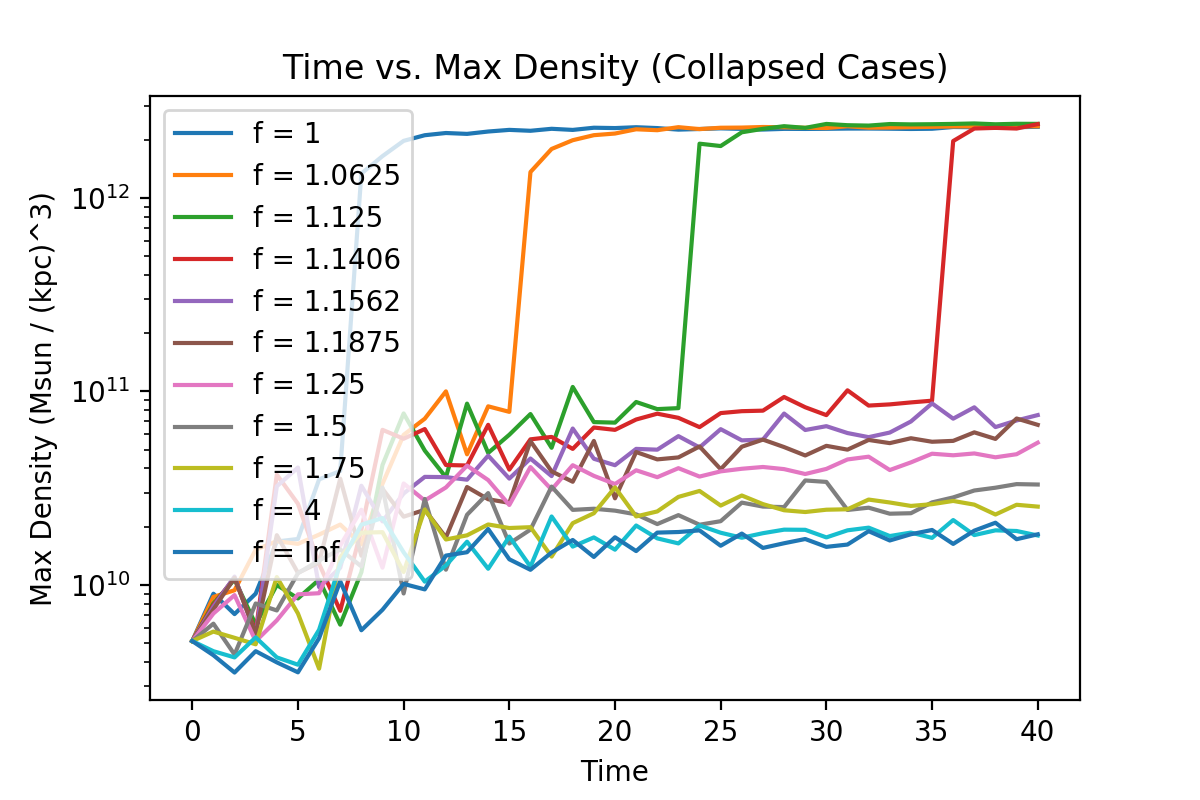 Time vs. Max Density (Collapsed Cases)
Max Density (Msun / (kpc)^3)
10^12
10^11
10^10
f = 1
f = 1.0625
f = 1.125
f = 1.1406
f = 1.1562
f = 1.1875
f = 1.25
f = 1.5
f = 1.75
f = 4
f = Inf
0 5 10 15 20 25 30 35 40
Time